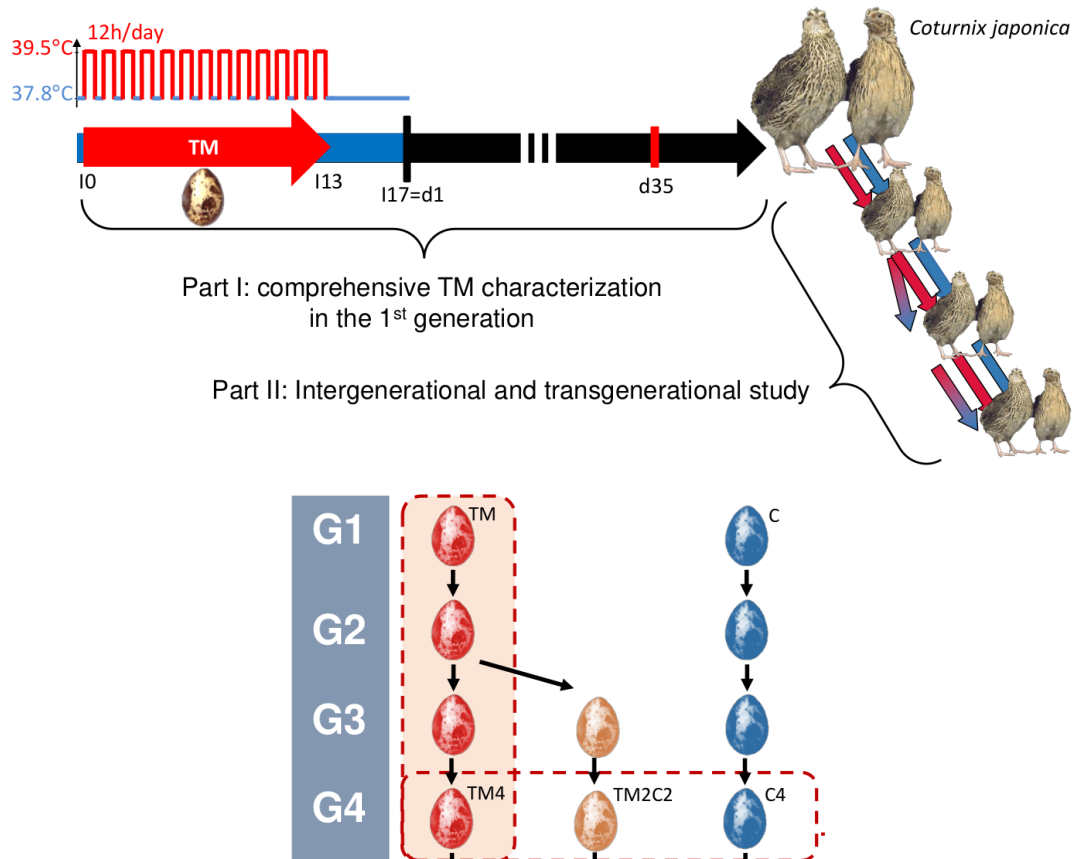 12h/day
39.5°C
37.8°C
Coturnix japonica
TM
I0
I13
I17=d1
d35
Part I: comprehensive TM characterization
in the 1st generation
Part II: Intergenerational and transgenerational study
G1
TM
C
G2
G3
G4
TM4
TM2C2
C4